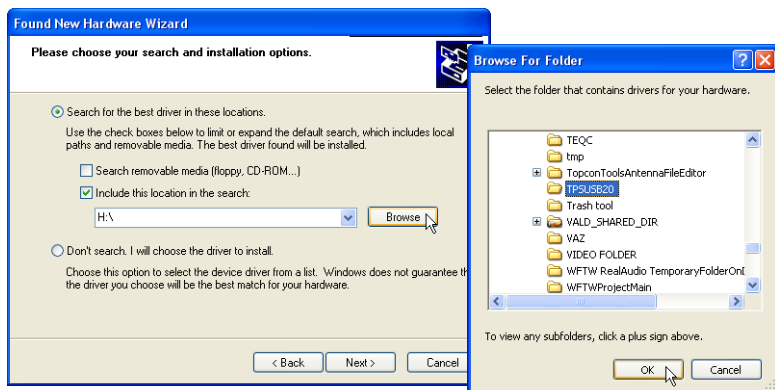 Found New Hardware Wizard
Please choose your search and installation options.
Search for the best driver in these locations.
Use the check boxes below to limit or expand the default search, which includes local
paths and removable media. The best driver found will be installed.
Search removable media (floppy, CD-ROM...)
Include this location in the search:
H:\
Browse
Don't search. I will choose the driver to install.
Choose this option to select the device driver from a list. Windows does not guarantee
the driver you choose will be the best match for your hardware.
< Back
Next >
Cancel
Browse For Folder
Select the folder that contains drivers for your hardware.
TEQC
tmp
TopconToolsAntennaFileEditor
TPSUSB20
Trash tool
VALD_SHARED_DIR
VAZ
VIDEO FOLDER
WFTW RealAudio
WFTWProjectMain
To view any subfolders, click a plus sign above.
OK
Cancel